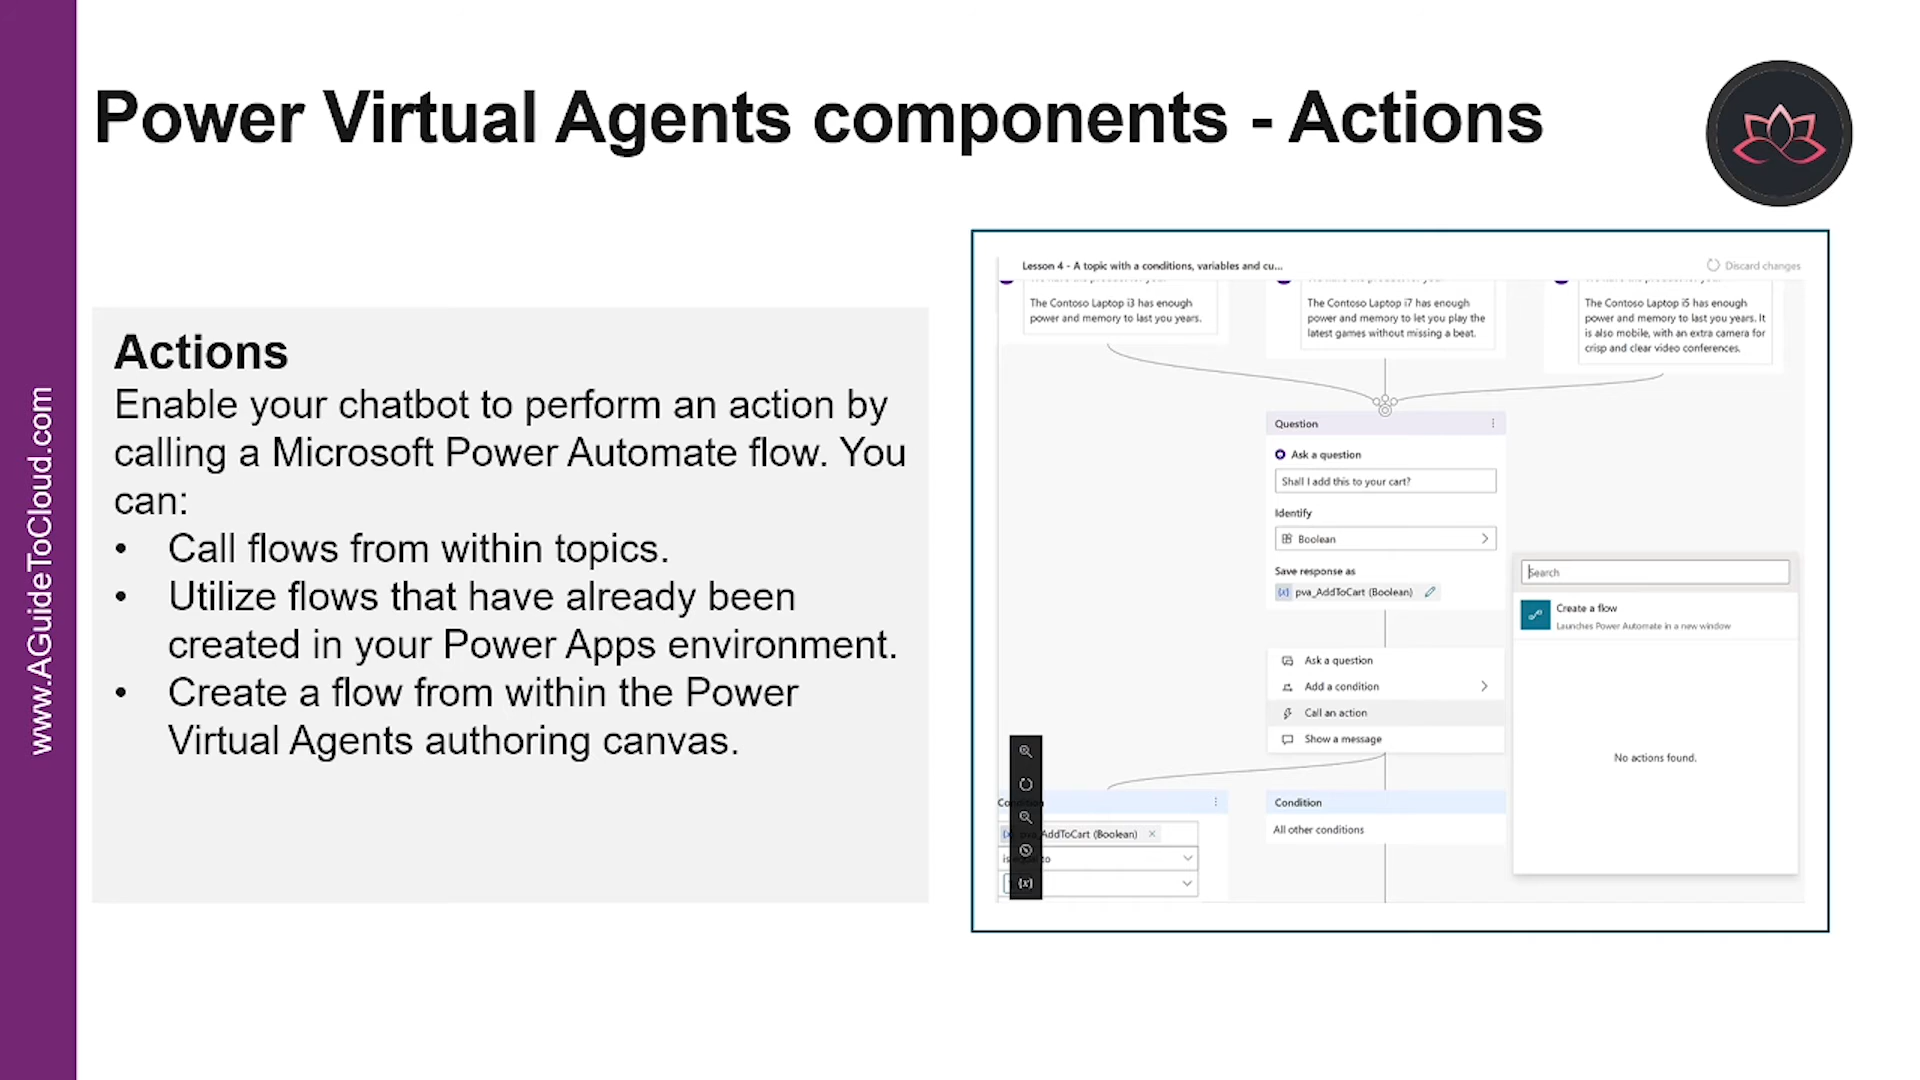 Power Virtual Agents components - Actions
www.AGuideToCloud.com
Actions
Enable your chatbot to perform an action by
calling a Microsoft Power Automate flow. You
can:
• Call flows from within topics.
• Utilize flows that have already been
created in your Power Apps environment.
• Create a flow from within the Power
Virtual Agents authoring canvas.
Lesson 4 - A topic with a conditions, variables and cu...
Discard changes
The Contoso Laptop i3 has enough
power and memory to last you years.
The Contoso Laptop i7 has enough
power and memory to let you play the
latest games without missing a beat.
The Contoso Laptop i5 has enough
power and memory to last you years. It
is also mobile, with an extra camera for
crisp and clear video conferences.
Question
Ask a question
Shall I add this to your cart?
Identify
Boolean
Save response as
{x} pva_AddToCart (Boolean)
Ask a question
Add a condition
Call an action
Show a message
Search
Create a flow
Launches Power Automate in a new window
No actions found.
Condition
pva_AddToCart (Boolean)
{x}
Condition
All other conditions